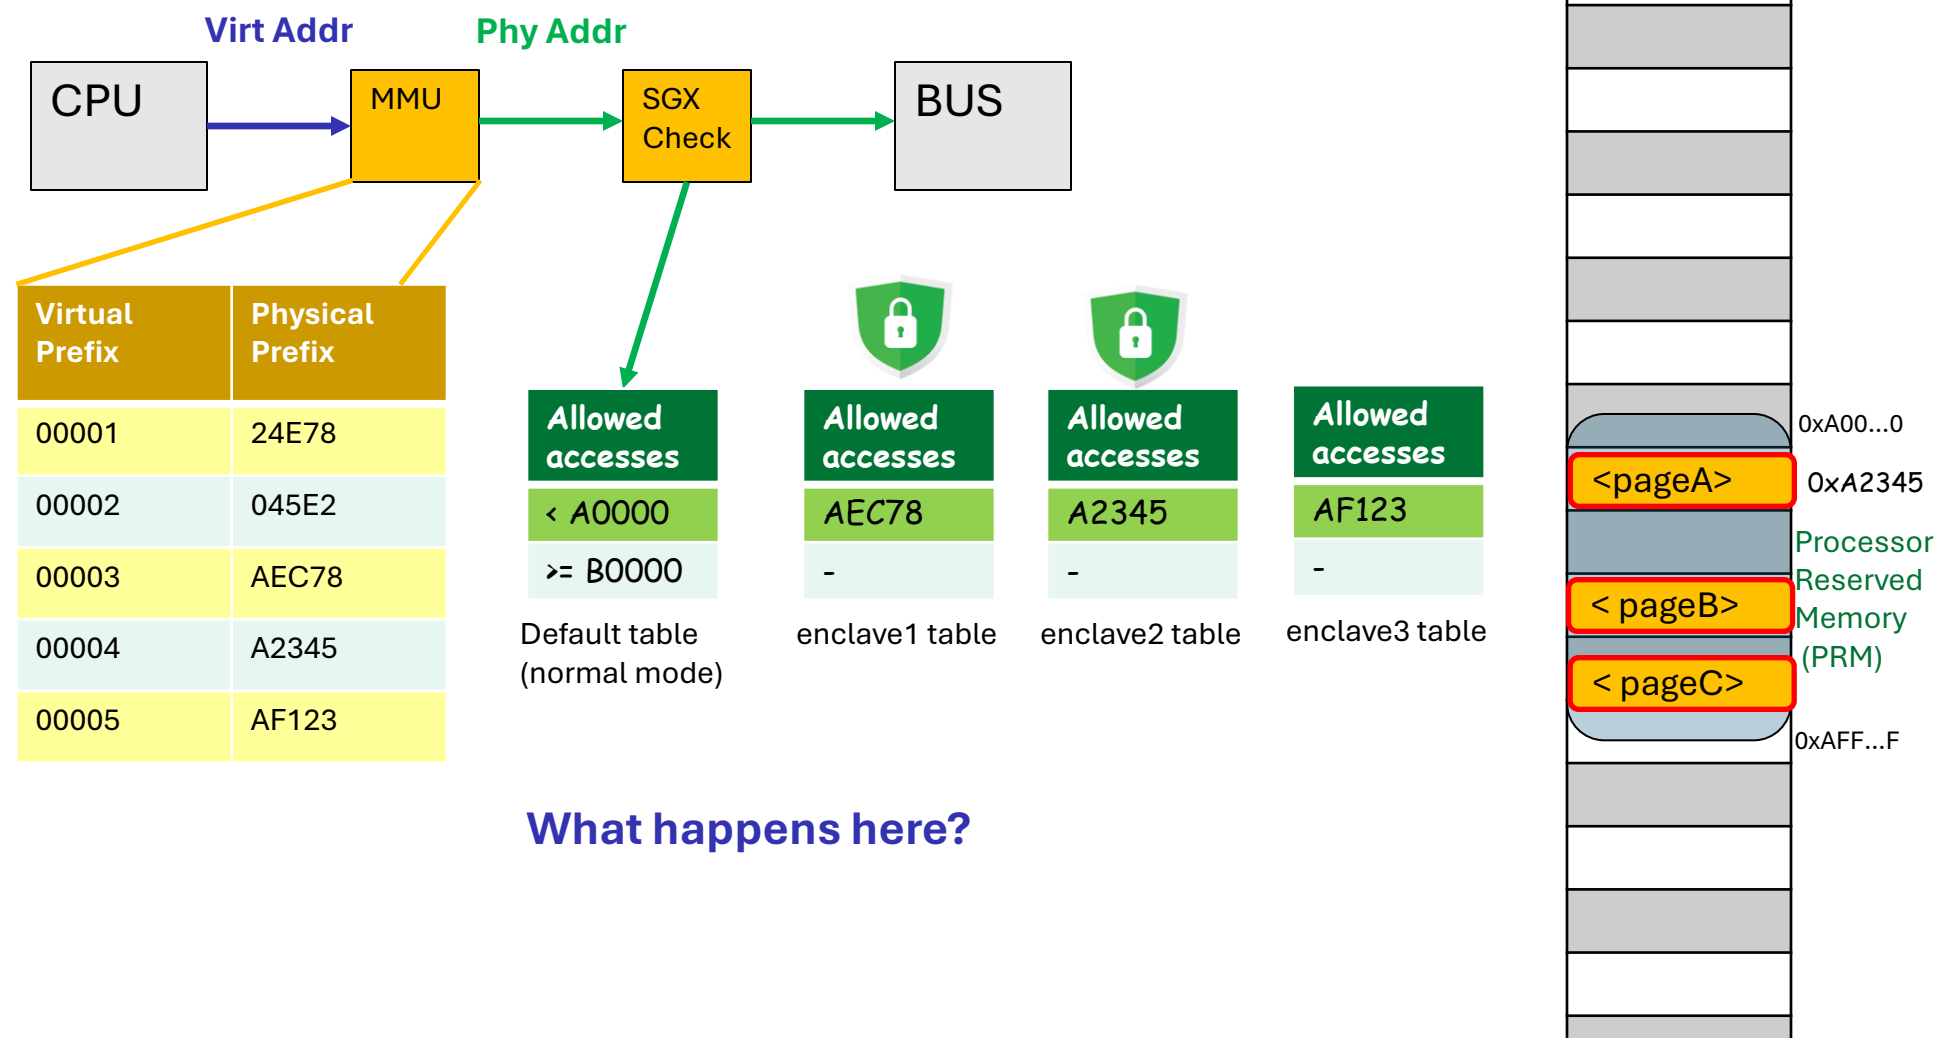 Virt Addr
Phy Addr
CPU
MMU
SGX
Check
BUS
Virtual
Prefix
Physical
Prefix
00001
24E78
00002
045E2
00003
AEC78
00004
A2345
00005
AF123
Allowed
accesses
< A0000
>= B0000
Default table
(normal mode)
Allowed
accesses
AEC78
-
enclave1 table
Allowed
accesses
A2345
-
enclave2 table
Allowed
accesses
AF123
-
enclave3 table
What happens here?
0xA00...0
<pageA>
0xA2345
Processor
Reserved
Memory
(PRM)
< pageB>
< pageC>
0xAFF...F